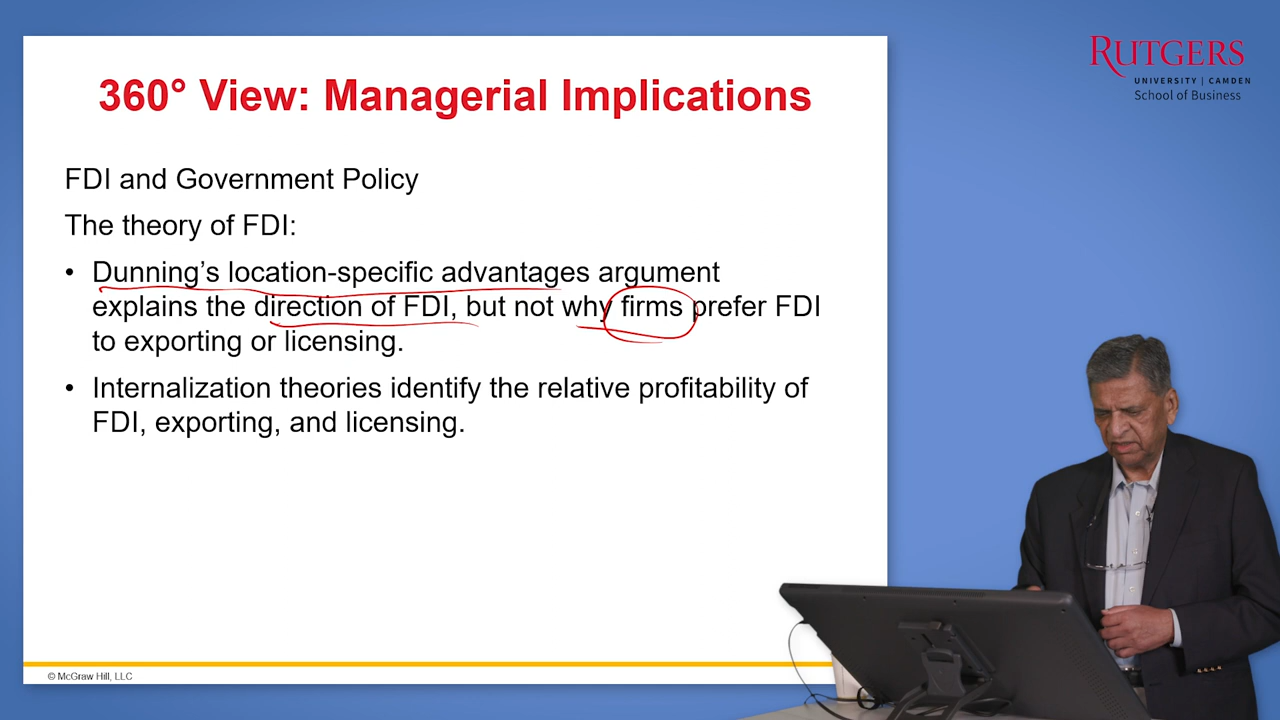 360° View: Managerial Implications
RUTGERS
UNIVERSITY | CAMDEN
School of Business
FDI and Government Policy
The theory of FDI:
• Dunning’s location-specific advantages argument
explains the direction of FDI, but not why firms prefer FDI
to exporting or licensing.
• Internalization theories identify the relative profitability of
FDI, exporting, and licensing.
© McGraw Hill, LLC